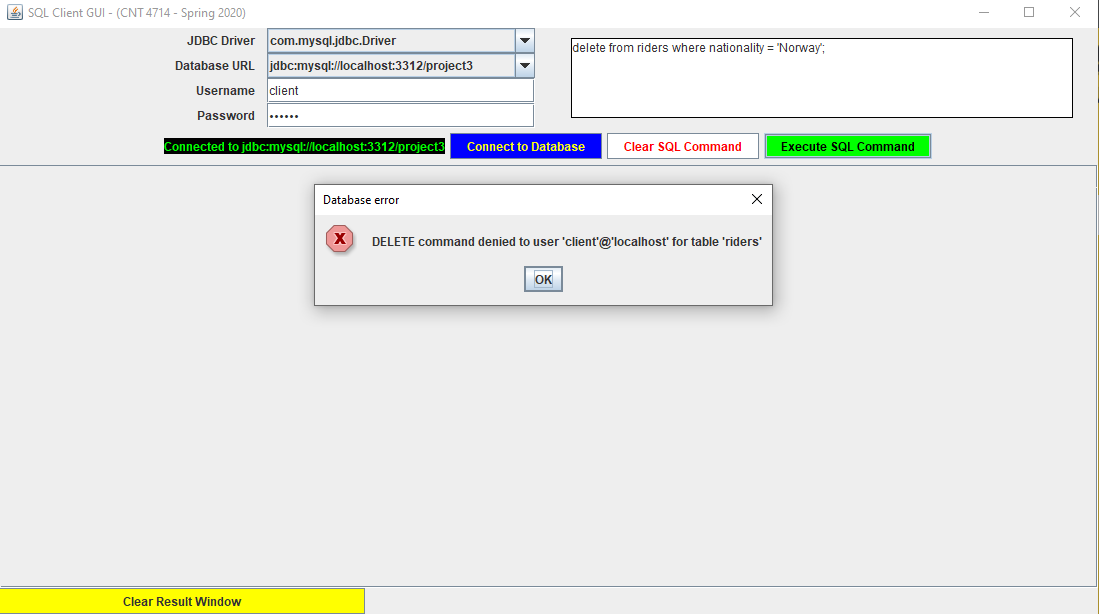 SQL Client GUI - (CNT 4714 - Spring 2020)
JDBC Driver com.mysql.jdbc.Driver
Database URL jdbc:mysql://localhost:3312/project3
Username client
Password ••••••
delete from riders where nationality = 'Norway';
Connected to jdbc:mysql://localhost:3312/project3 Connect to Database Clear SQL Command Execute SQL Command
Database error
X DELETE command denied to user 'client'@'localhost' for table 'riders'
OK
Clear Result Window